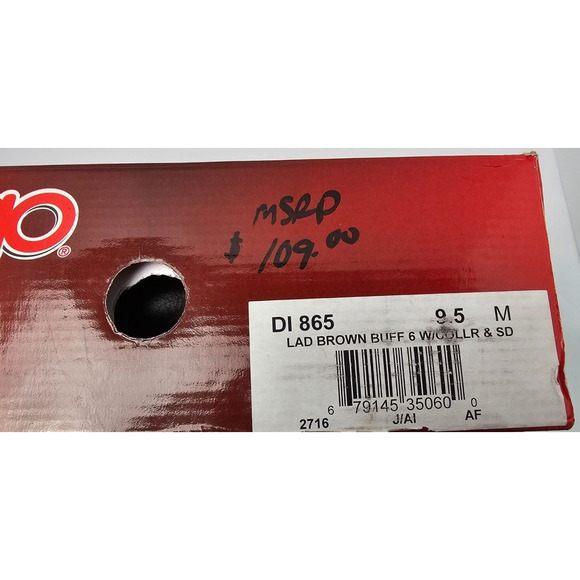 ®
MSRP
$ 109.00
DI 865 9.5 M
LAD BROWN BUFF 6 W/COLLR & SD
6 79145 35060 0
2716 J/AI AF